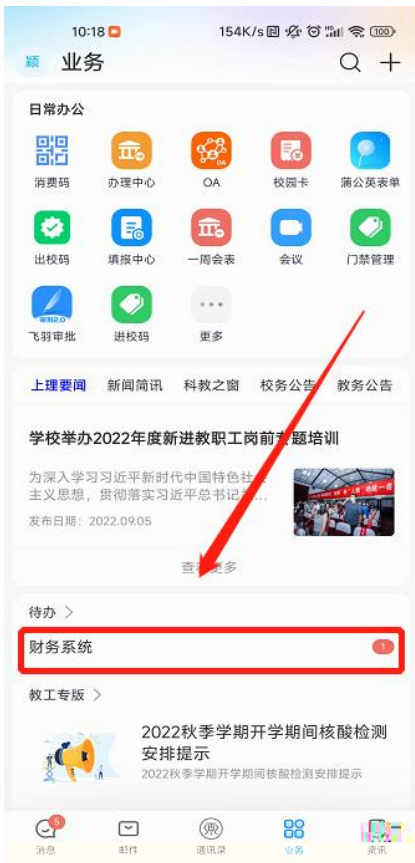 10:18
154K/s
100
颖 业务
日常办公
消费码 办理中心 OA 校园卡 蒲公英表单
出校码 填报中心 一周会表 会议 门禁管理
飞羽审批 进校码 更多
上理要闻 新闻简讯 科教之窗 校务公告 教务公告
学校举办2022年度新进教职工岗前专题培训
为深入学习习近平新时代中国特色社会
主义思想，贯彻落实习近平总书记关...
发布日期：2022.09.05
查看更多
待办 >
财务系统 1
教工专版 >
2022秋季学期开学期间核酸检测
安排提示
2022秋季学期开学期间核酸检测安排提示
5
消息 邮件 通讯录 业务 资讯